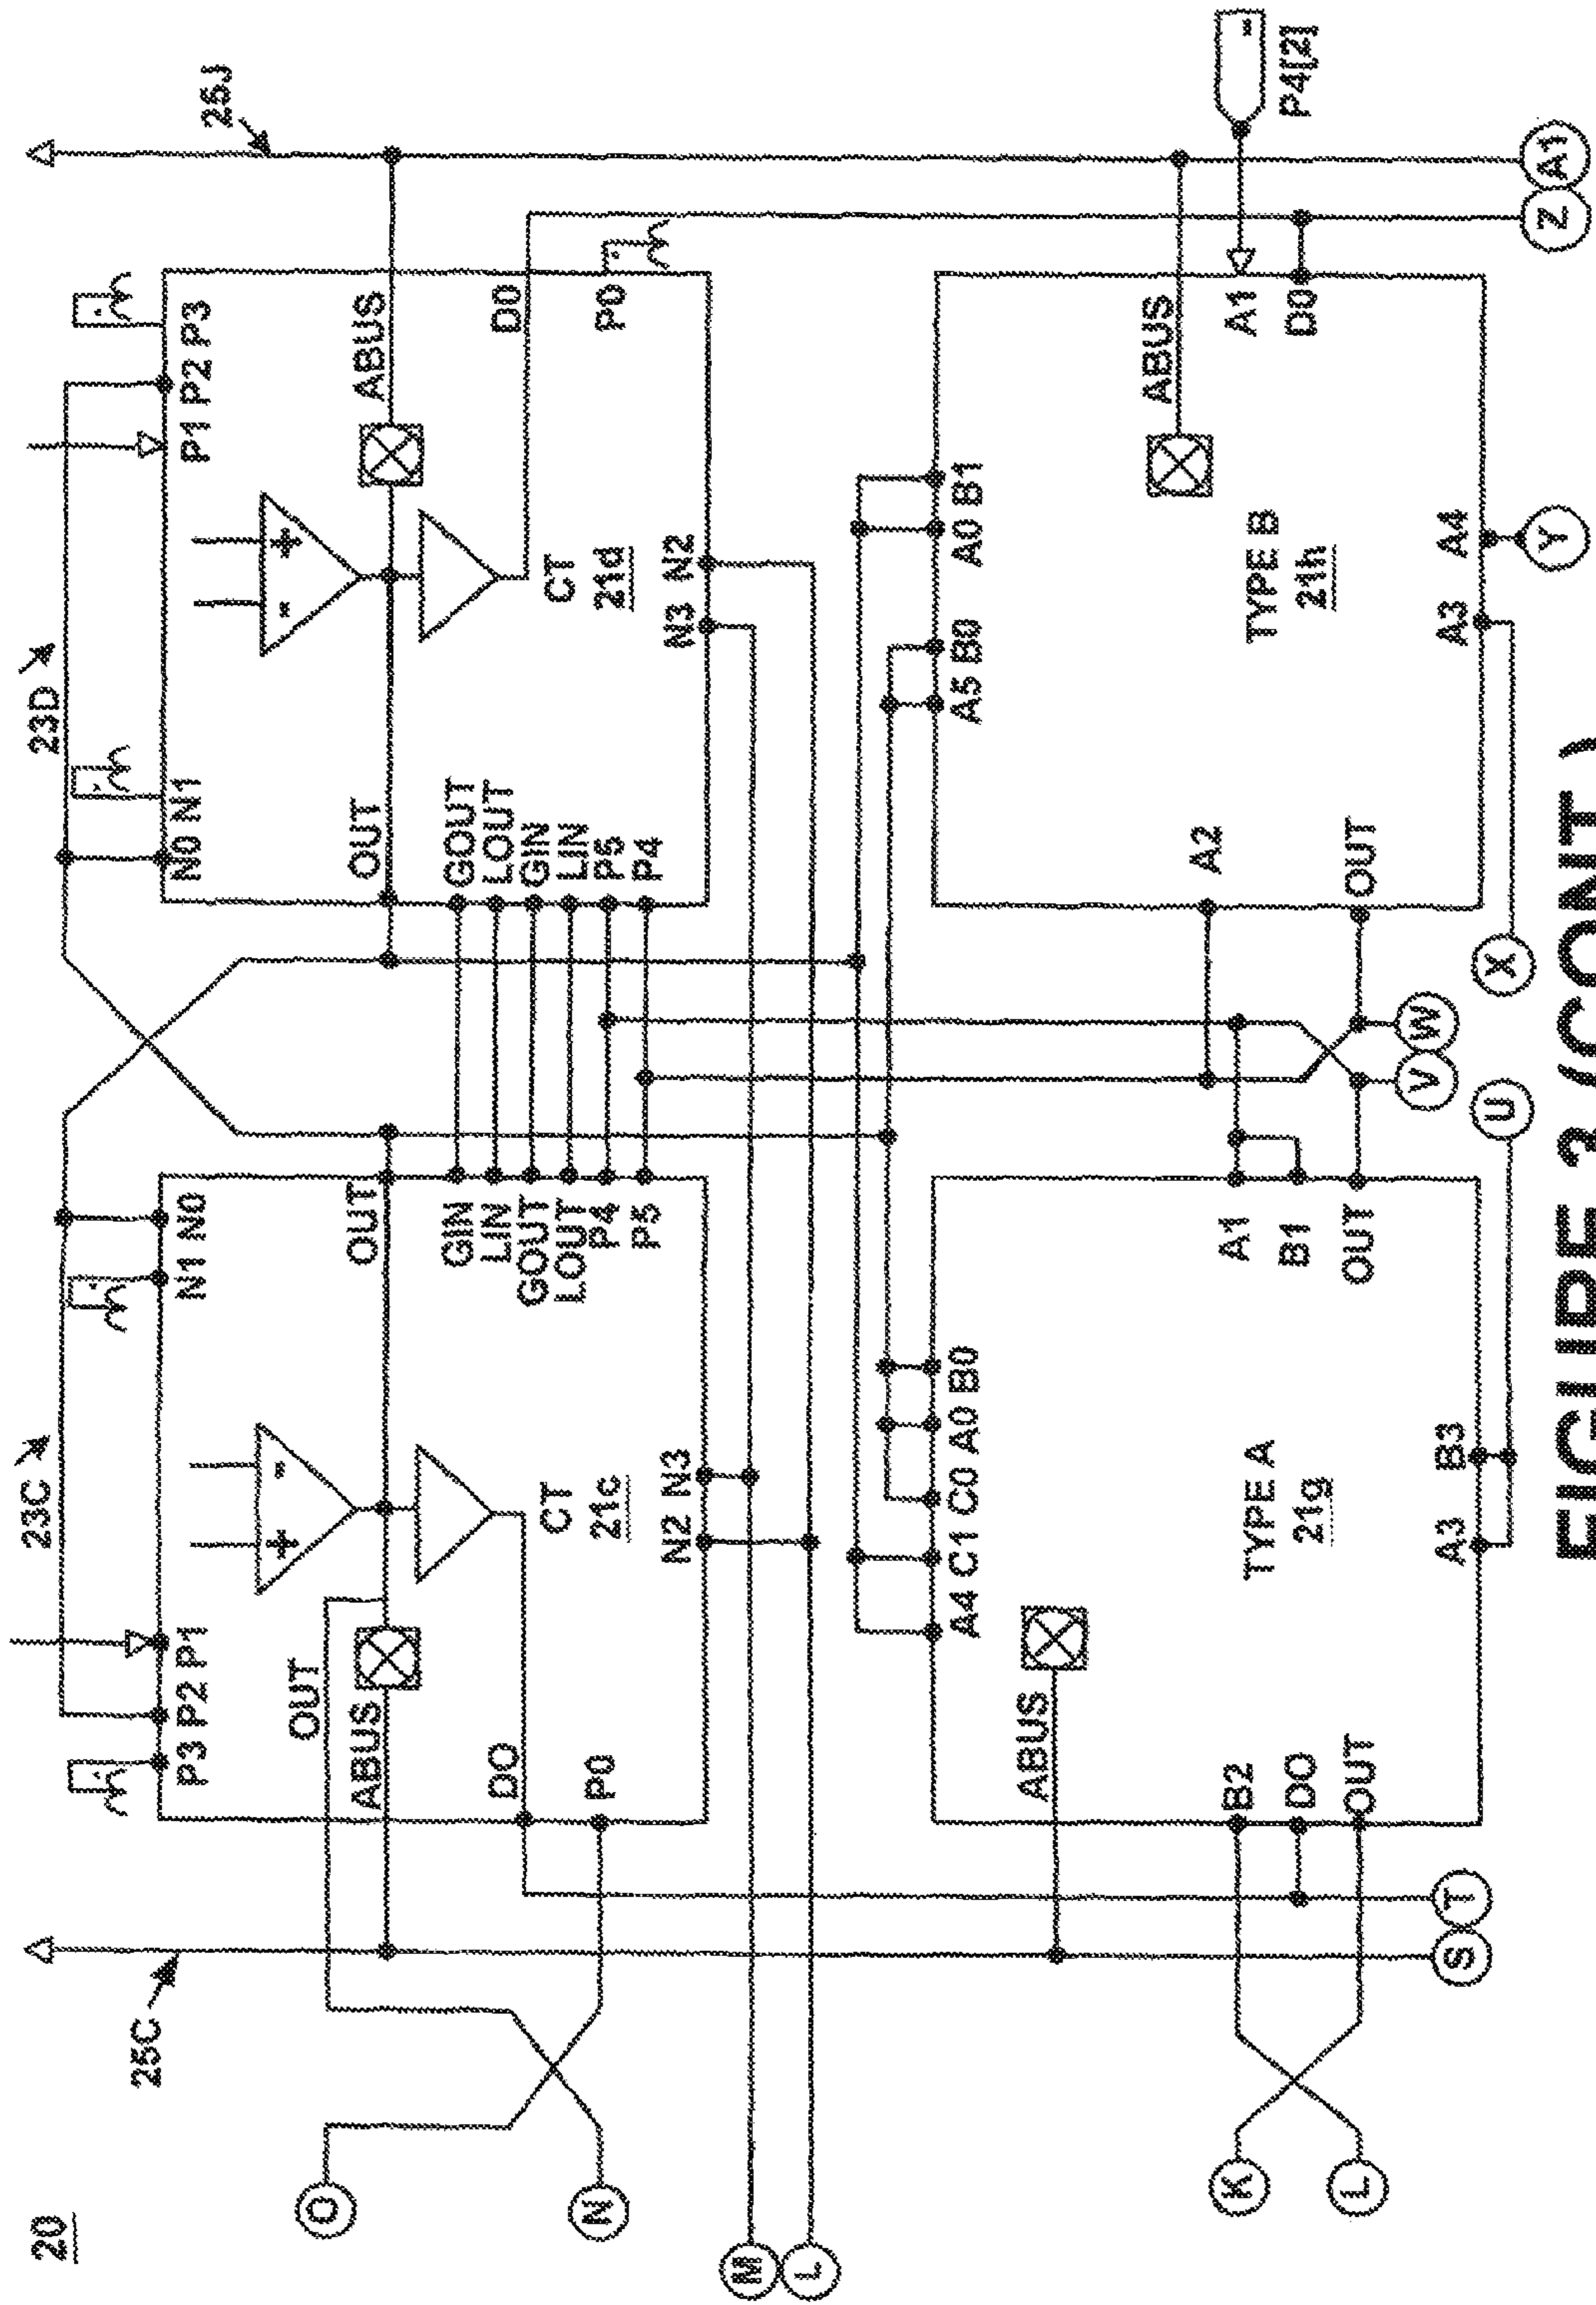 20
25C
23C
23D
25J
P3 P2 P1
N1 N0
N0 N1
P1 P2 P3
+
-
-
+
OUT
ABUS
OUT
OUT
ABUS
GIN
LIN
GOUT
LOUT
P4
P5
GOUT
LOUT
GIN
LIN
P5
P4
DO
P0
D0
P0
CT
21c
CT
21d
N2 N3
N3 N2
O
N
M
L
A4 C1 C0 A0 B0
A5 B0
A0 B1
ABUS
ABUS
TYPE A
21g
TYPE B
21h
B2
DO
OUT
A1
B1
OUT
A2
OUT
A1
D0
-
P4[2]
A3
B3
A3
A4
K
L
S
T
U
V
W
X
Y
Z
A1
FIGURE 3 (CONT.)